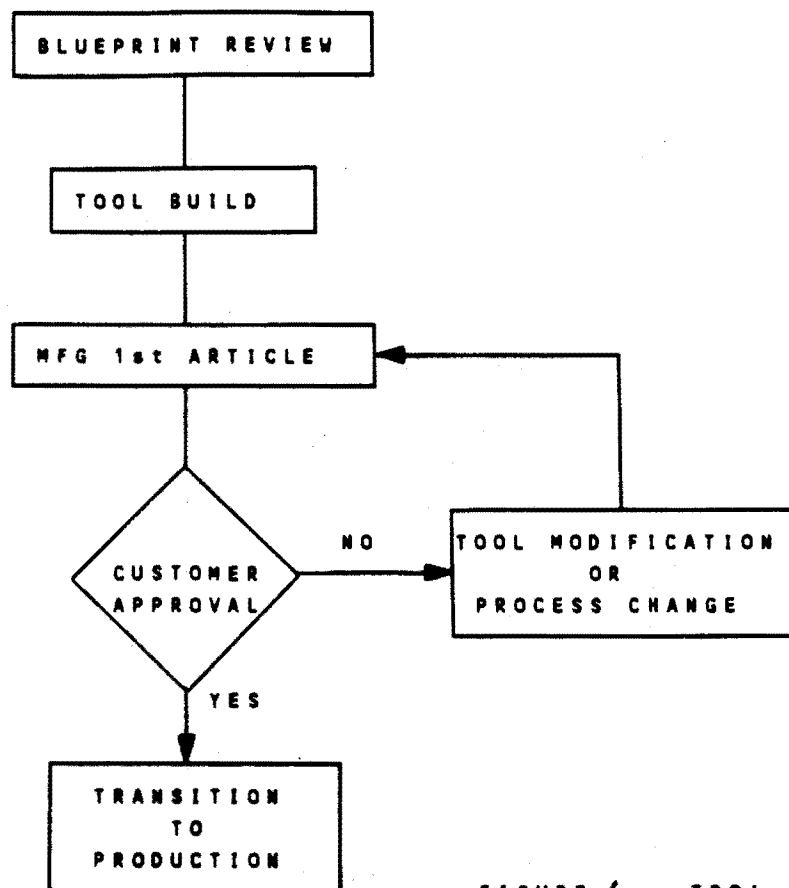 BLUEPRINT REVIEW
TOOL BUILD
MFG 1st ARTICLE
NO
TOOL MODIFICATION
CUSTOMER
OR
APPROVAL
PROCESS CHANGE
YES
TRANSITION
TO
PRODUCTION